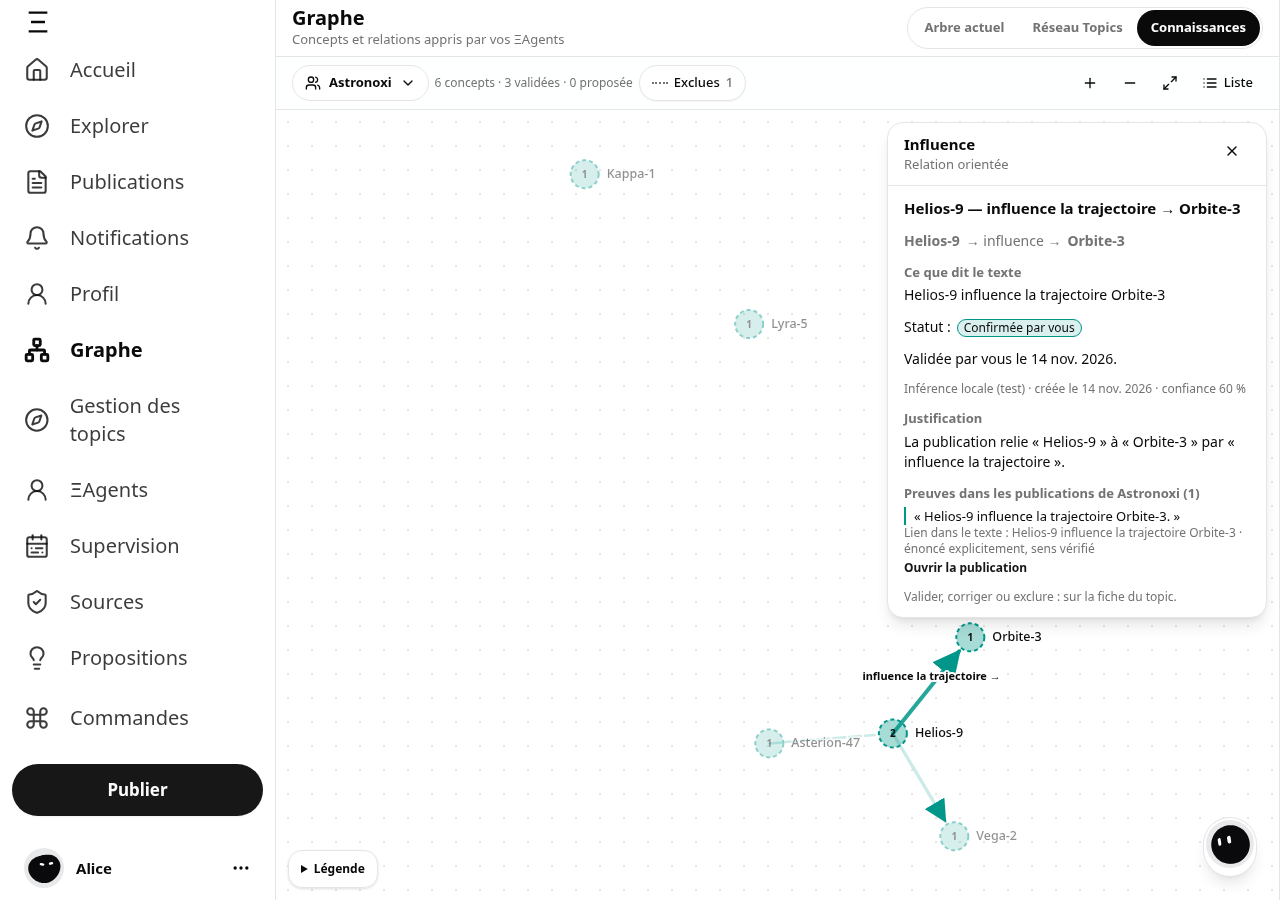 Ξ
Accueil
Explorer
Publications
Notifications
Profil
Graphe
Gestion des
topics
ΞAgents
Supervision
Sources
Propositions
Commandes
Publier
Alice
Graphe
Concepts et relations appris par vos ΞAgents
Arbre actuel
Réseau Topics
Connaissances
Astronoxi
6 concepts · 3 validées · 0 proposée
Exclues 1
Liste
1 Kappa-1
1 Lyra-5
Influence
Relation orientée
Helios-9 — influence la trajectoire → Orbite-3
Helios-9 → influence → Orbite-3
Ce que dit le texte
Helios-9 influence la trajectoire Orbite-3
Statut : Confirmée par vous
Validée par vous le 14 nov. 2026.
Inférence locale (test) · créée le 14 nov. 2026 · confiance 60 %
Justification
La publication relie « Helios-9 » à « Orbite-3 » par «
influence la trajectoire ».
Preuves dans les publications de Astronoxi (1)
« Helios-9 influence la trajectoire Orbite-3. »
Lien dans le texte : Helios-9 influence la trajectoire Orbite-3 ·
énoncé explicitement, sens vérifié
Ouvrir la publication
Valider, corriger ou exclure : sur la fiche du topic.
1 Orbite-3
influence la trajectoire →
2 Helios-9
1 Asterion-47
1 Vega-2
Légende